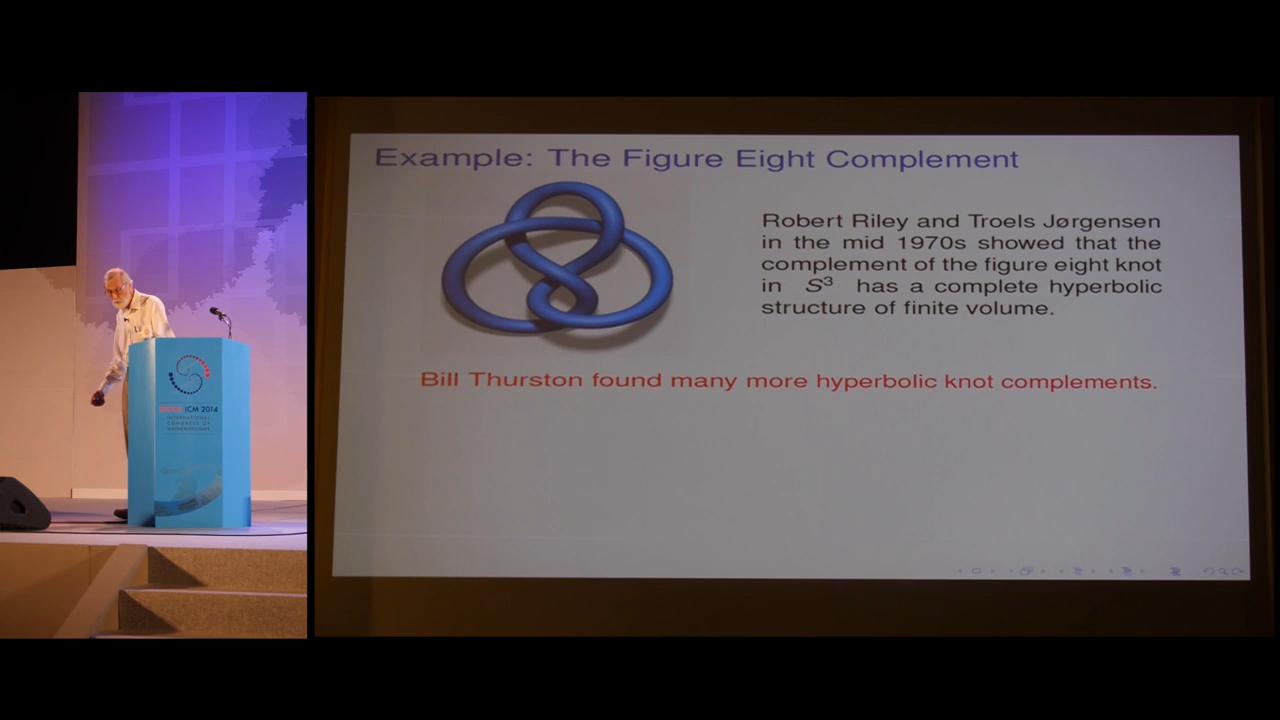 Example: The Figure Eight Complement
Robert Riley and Troels Jørgensen
in the mid 1970s showed that the
complement of the figure eight knot
in S³ has a complete hyperbolic
structure of finite volume.
Bill Thurston found many more hyperbolic knot complements.
ICM 2014
INTERNATIONAL
CONGRESS OF
MATHEMATICIANS